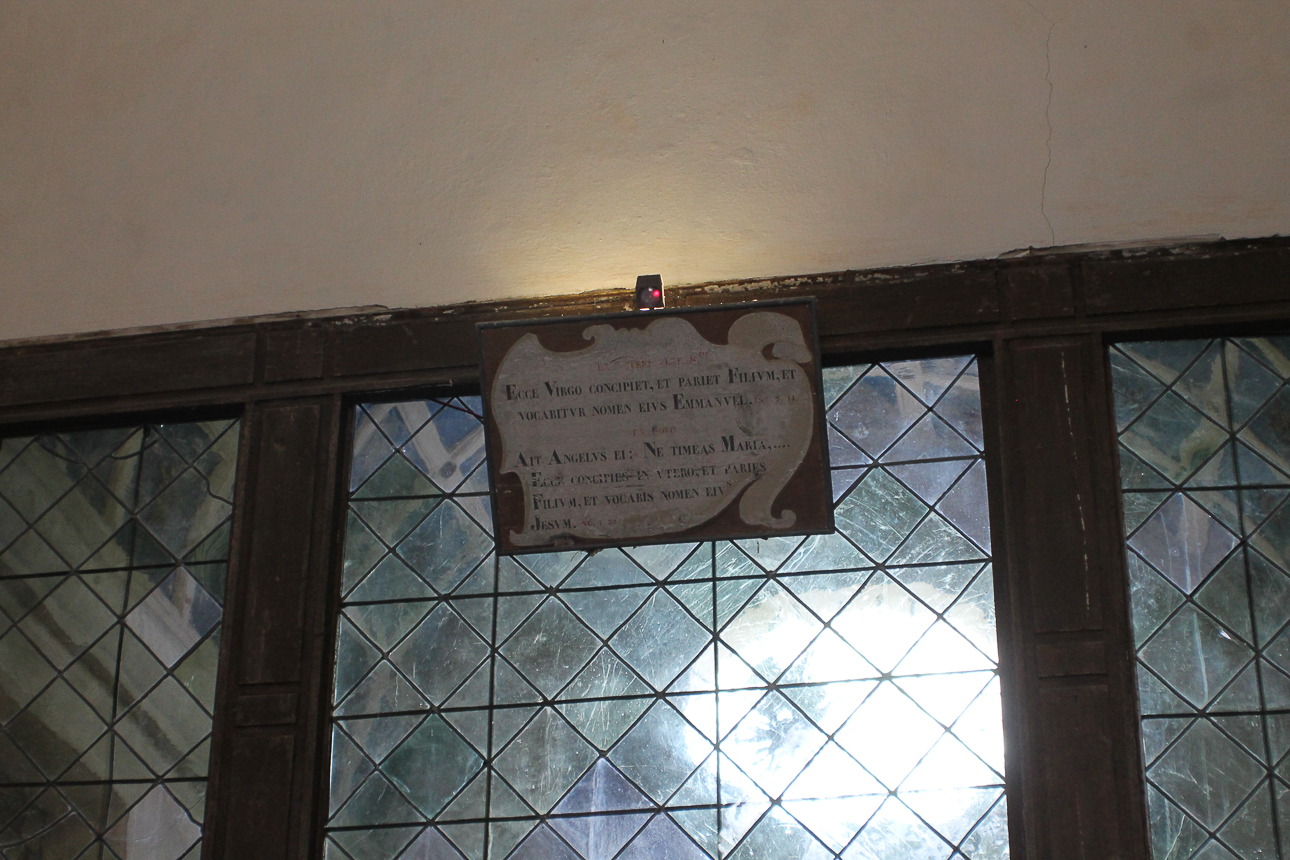 ECCE VIRGO CONCIPIET, ET PARIET FILIVM, ET
VOCABITVR NOMEN EIVS EMMANVEL.
AIT ANGELVS EI: NE TIMEAS MARIA,....
ECCE CONCIPIES IN VTERO, ET PARIES
FILIVM, ET VOCABIS NOMEN EIVS
JESVM.